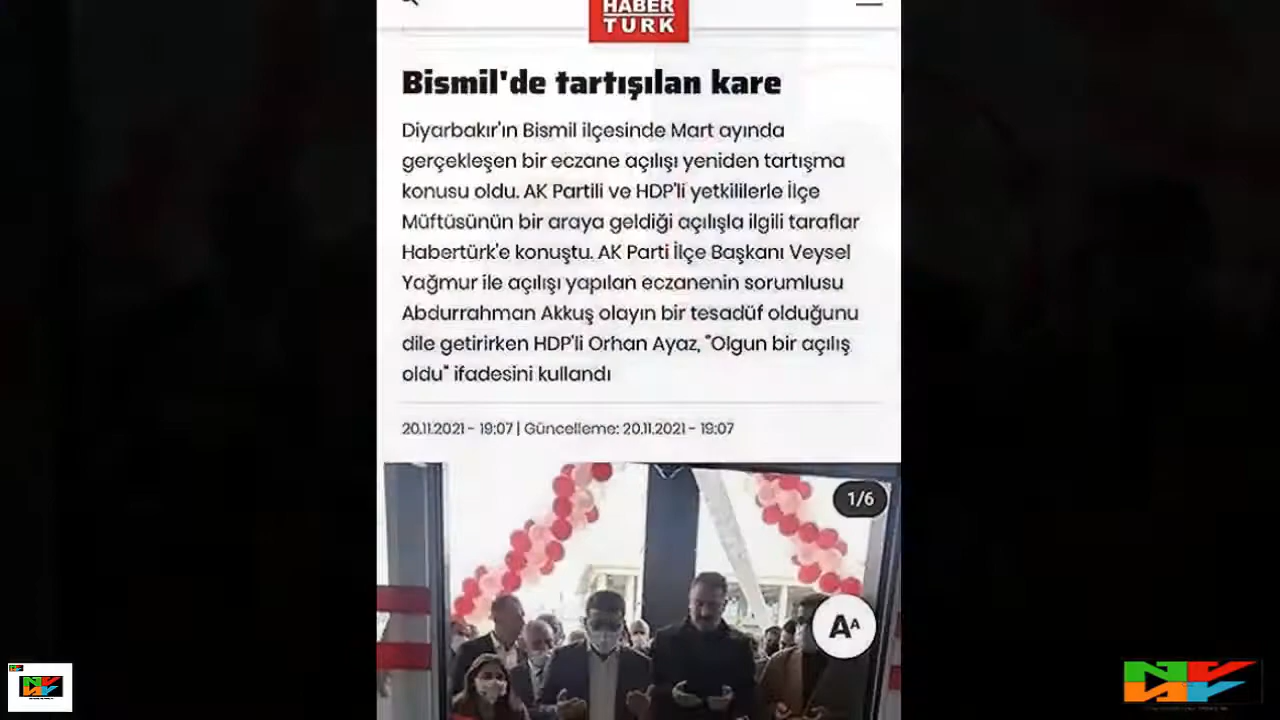 HABER
TÜRK
Bismil'de tartışılan kare
Diyarbakır'ın Bismil ilçesinde Mart ayında
gerçekleşen bir eczane açılışı yeniden tartışma
konusu oldu. AK Partili ve HDP'li yetkililerle İlçe
Müftüsünün bir araya geldiği açılışla ilgili taraflar
Habertürk'e konuştu. AK Parti İlçe Başkanı Veysel
Yağmur ile açılışı yapılan eczanenin sorumlusu
Abdurrahman Akkuş olayın bir tesadüf olduğunu
dile getirirken HDP'li Orhan Ayaz, "Olgun bir açılış
oldu" ifadesini kullandı
20.11.2021 - 19:07 | Güncelleme: 20.11.2021 - 19:07
1/6
AA